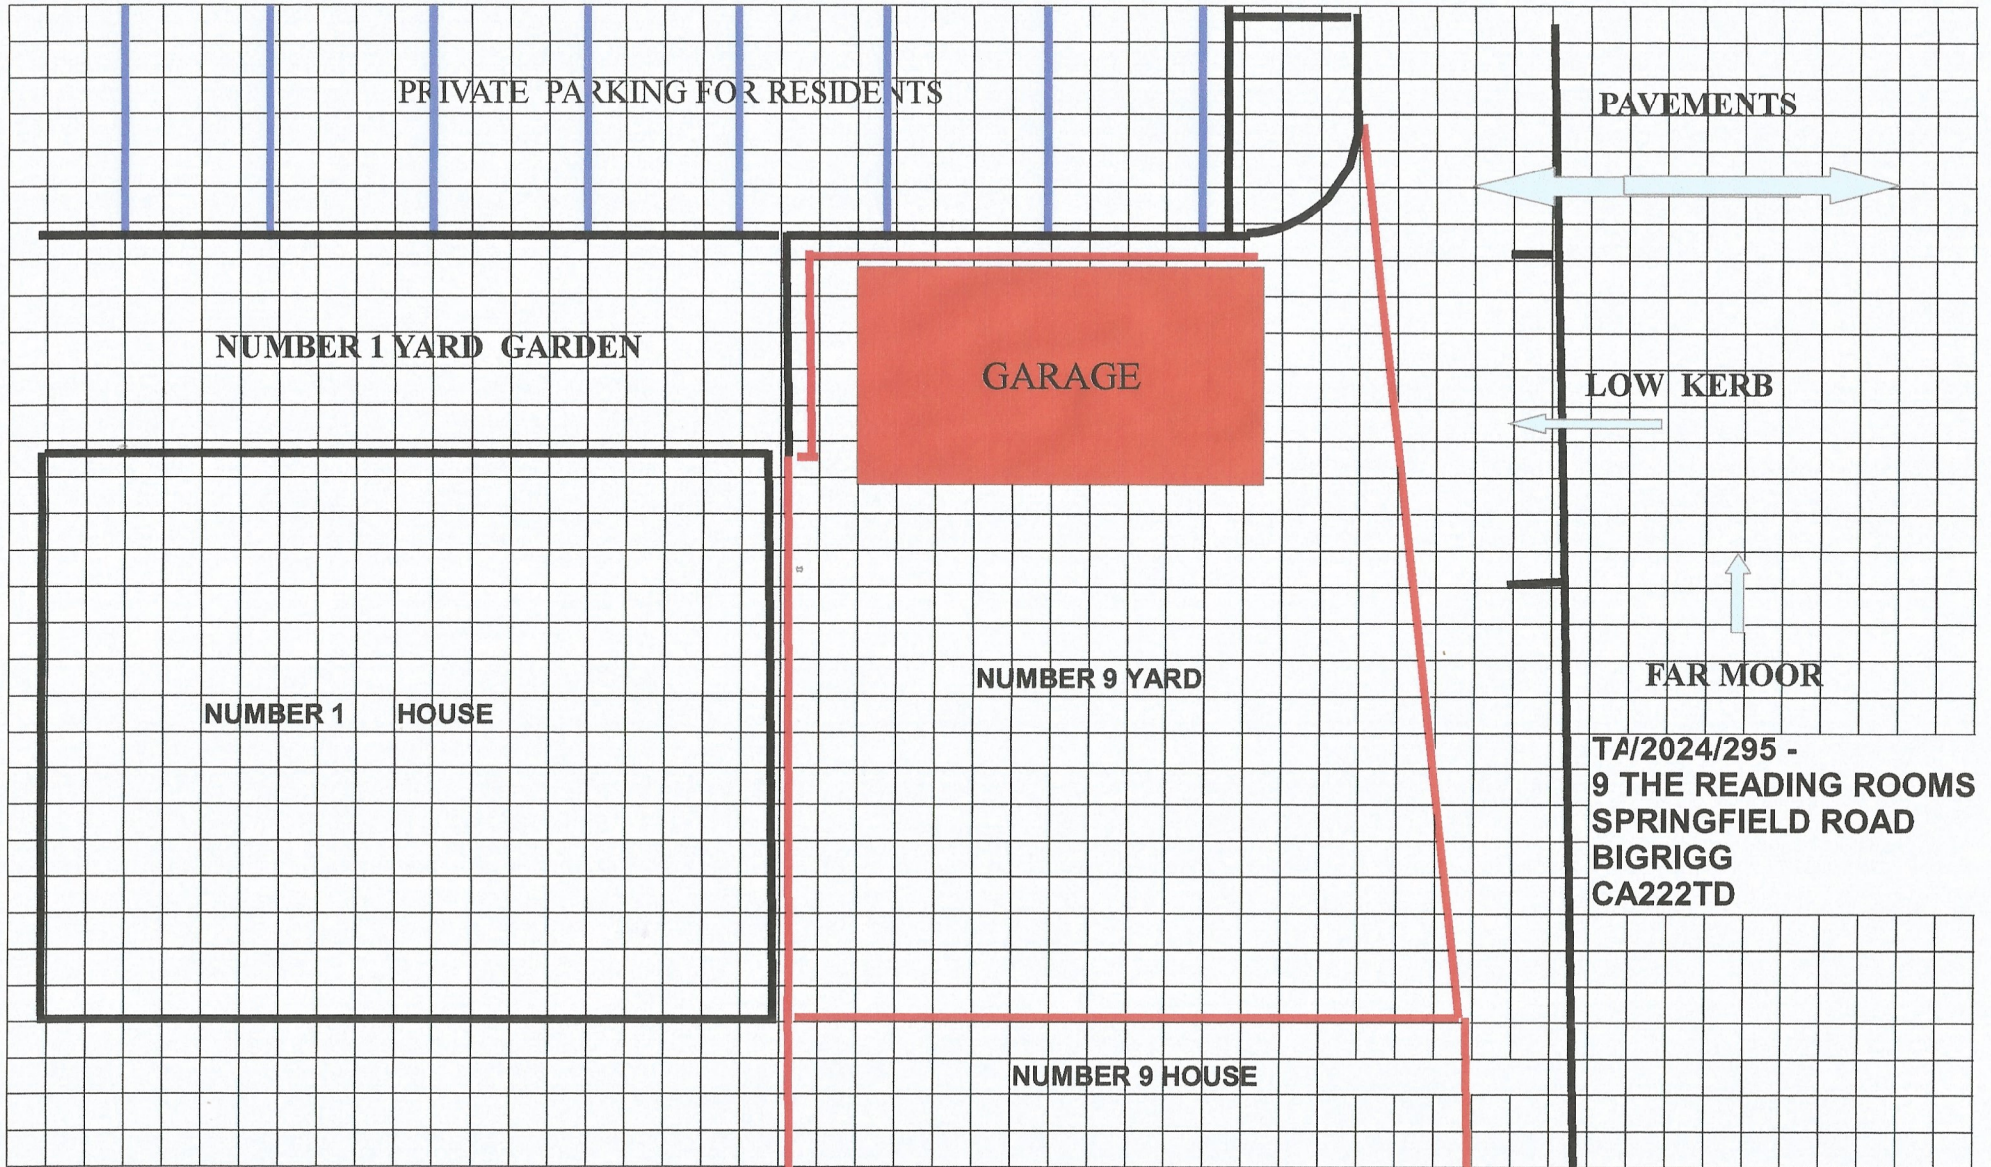 PRIVATE PARKING FOR RESIDENTS
PAVEMENTS
NUMBER 1 YARD GARDEN
GARAGE
LOW KERB
NUMBER 9 YARD
FAR MOOR
NUMBER 1 HOUSE
TA/2024/295 -
9 THE READING ROOMS
SPRINGFIELD ROAD
BIGRIGG
CA222TD
NUMBER 9 HOUSE